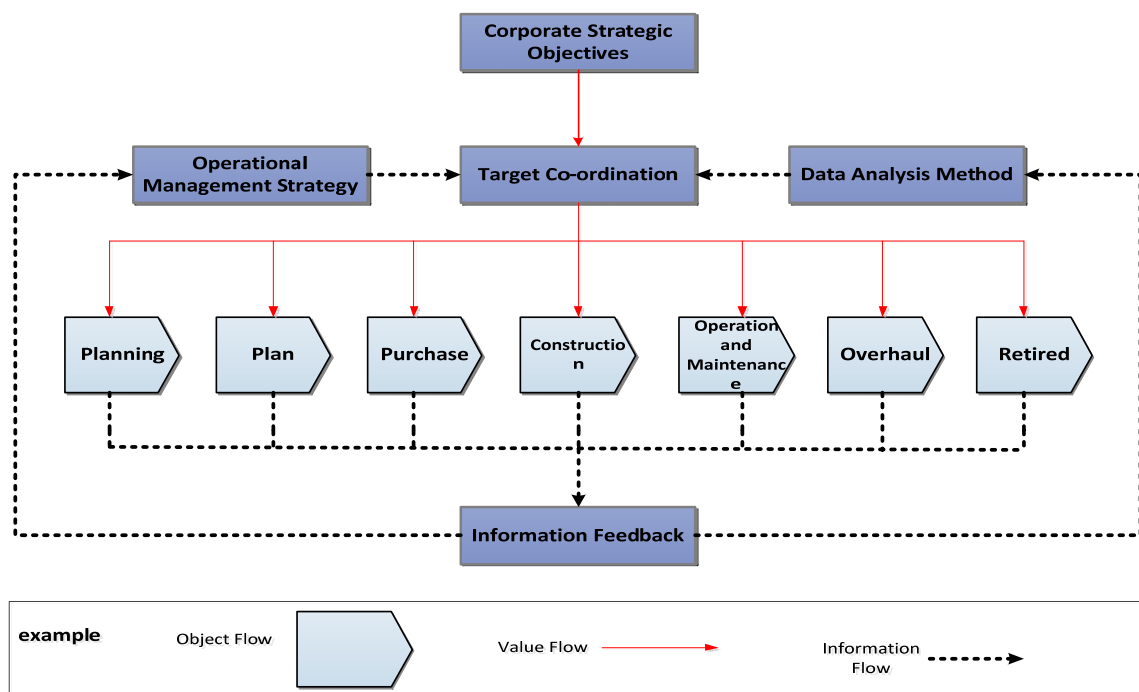 Corporate Strategic
Objectives
Operational
Management Strategy
Target Co-ordination
Data Analysis Method
Planning
Plan
Purchase
Constructio
n
Operation
and
Maintenanc
e
Overhaul
Retired
Information Feedback
example
Object Flow
Value Flow
Information
Flow